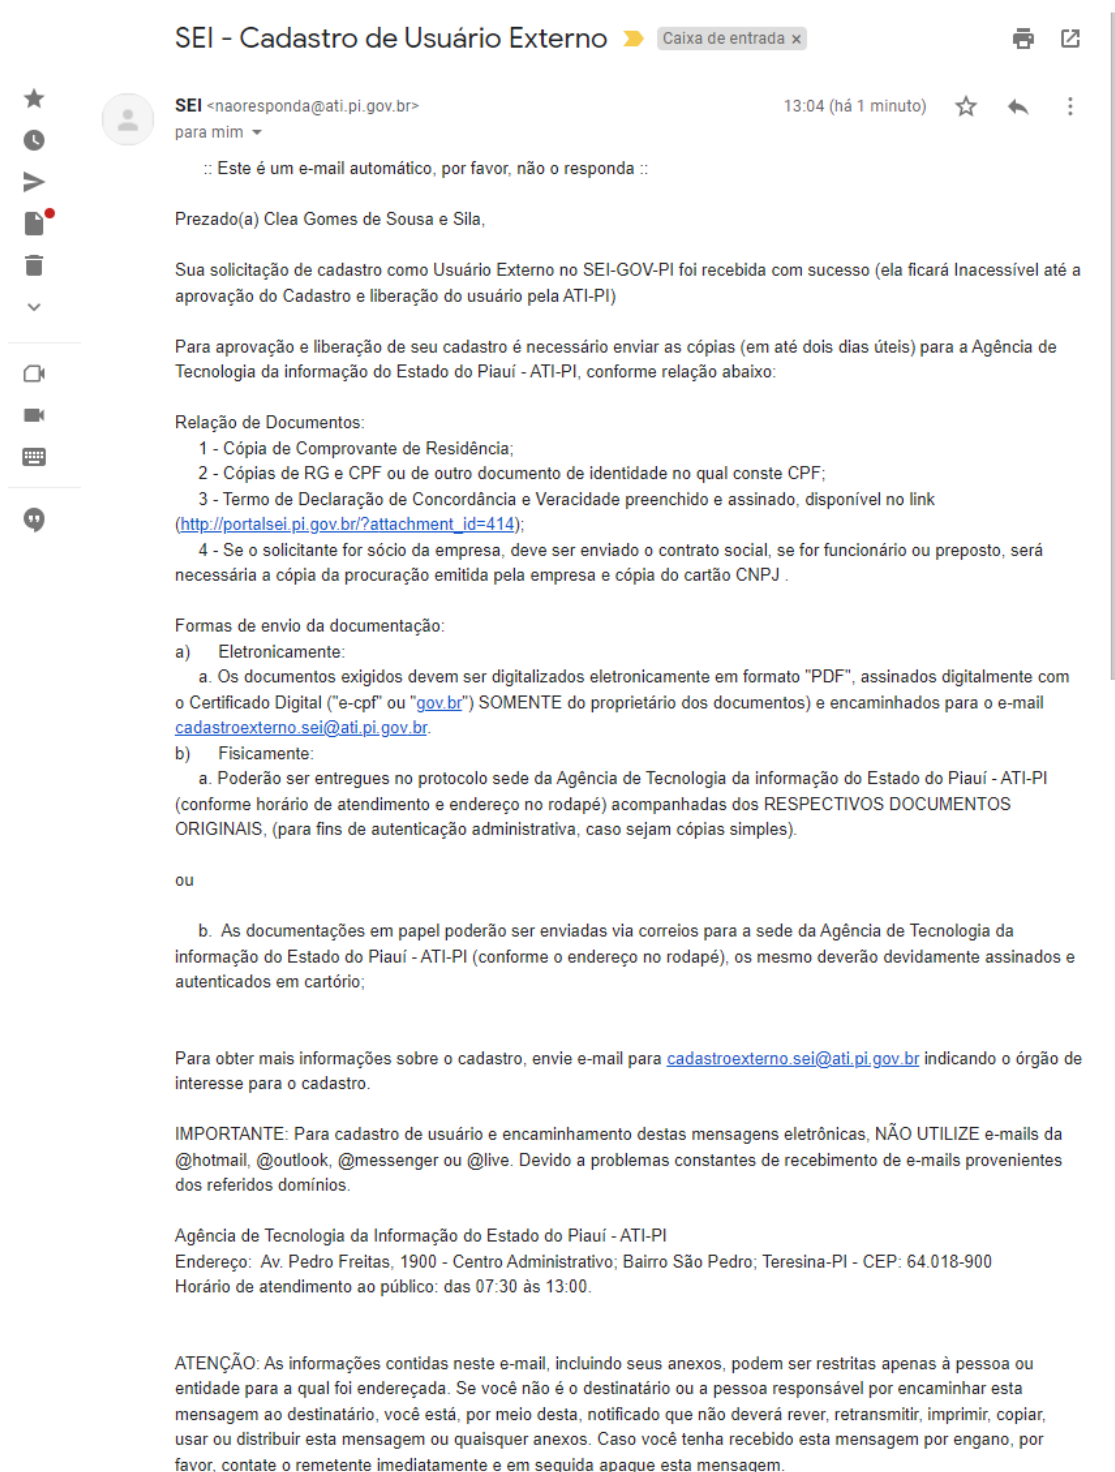 SEI - Cadastro de Usuário Externo
Caixa de entrada x
SEI <naoresponda@ati.pi.gov.br>
13:04 (há 1 minuto)
para mim
:: Este é um e-mail automático, por favor, não o responda ::
Prezado(a) Clea Gomes de Sousa e Sila,
Sua solicitação de cadastro como Usuário Externo no SEI-GOV-PI foi recebida com sucesso (ela ficará Inacessível até a
aprovação do Cadastro e liberação do usuário pela ATI-PI)
Para aprovação e liberação de seu cadastro é necessário enviar as cópias (em até dois dias úteis) para a Agência de
Tecnologia da informação do Estado do Piauí - ATI-PI, conforme relação abaixo:
Relação de Documentos:
1 - Cópia de Comprovante de Residência;
2 - Cópias de RG e CPF ou de outro documento de identidade no qual conste CPF;
3 - Termo de Declaração de Concordância e Veracidade preenchido e assinado, disponível no link
(http://portalsei.pi.gov.br/?attachment_id=414);
4 - Se o solicitante for sócio da empresa, deve ser enviado o contrato social, se for funcionário ou preposto, será
necessária a cópia da procuração emitida pela empresa e cópia do cartão CNPJ .
Formas de envio da documentação:
a) Eletronicamente:
a. Os documentos exigidos devem ser digitalizados eletronicamente em formato "PDF", assinados digitalmente com
o Certificado Digital ("e-cpf" ou "gov.br") SOMENTE do proprietário dos documentos) e encaminhados para o e-mail
cadastroexterno.sei@ati.pi.gov.br.
b) Fisicamente:
a. Poderão ser entregues no protocolo sede da Agência de Tecnologia da informação do Estado do Piauí - ATI-PI
(conforme horário de atendimento e endereço no rodapé) acompanhadas dos RESPECTIVOS DOCUMENTOS
ORIGINAIS, (para fins de autenticação administrativa, caso sejam cópias simples).
ou
b. As documentações em papel poderão ser enviadas via correios para a sede da Agência de Tecnologia da
informação do Estado do Piauí - ATI-PI (conforme o endereço no rodapé), os mesmo deverão devidamente assinados e
autenticados em cartório;
Para obter mais informações sobre o cadastro, envie e-mail para cadastroexterno.sei@ati.pi.gov.br indicando o órgão de
interesse para o cadastro.
IMPORTANTE: Para cadastro de usuário e encaminhamento destas mensagens eletrônicas, NÃO UTILIZE e-mails da
@hotmail, @outlook, @messenger ou @live. Devido a problemas constantes de recebimento de e-mails provenientes
dos referidos domínios.
Agência de Tecnologia da Informação do Estado do Piauí - ATI-PI
Endereço: Av. Pedro Freitas, 1900 - Centro Administrativo; Bairro São Pedro; Teresina-PI - CEP: 64.018-900
Horário de atendimento ao público: das 07:30 às 13:00.
ATENÇÃO: As informações contidas neste e-mail, incluindo seus anexos, podem ser restritas apenas à pessoa ou
entidade para a qual foi endereçada. Se você não é o destinatário ou a pessoa responsável por encaminhar esta
mensagem ao destinatário, você está, por meio desta, notificado que não deverá rever, retransmitir, imprimir, copiar,
usar ou distribuir esta mensagem ou quaisquer anexos. Caso você tenha recebido esta mensagem por engano, por
favor, contate o remetente imediatamente e em seguida apague esta mensagem.